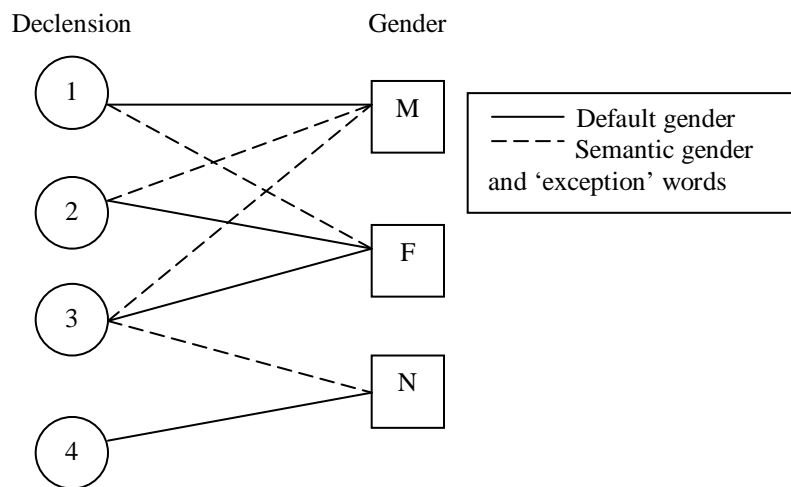 Declension Gender
1
M
2
F
3
N
4
Default gender
Semantic gender
and ‘exception’ words